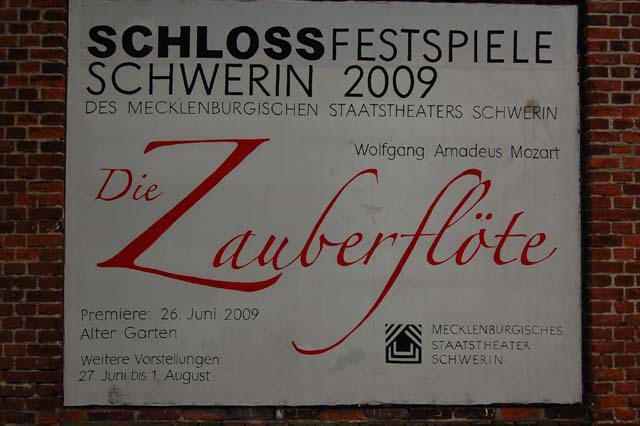 SCHLOSSFESTSPIELE
SCHWERIN 2009
DES MECKLENBURGISCHEN STAATSTHEATERS SCHWERIN
Wolfgang Amadeus Mozart
Die Zauberflöte
Premiere: 26. Juni 2009
Alter Garten
Weitere Vorstellungen:
27. Juni bis 1. August
MECKLENBURGISCHES
STAATSTHEATER
SCHWERIN